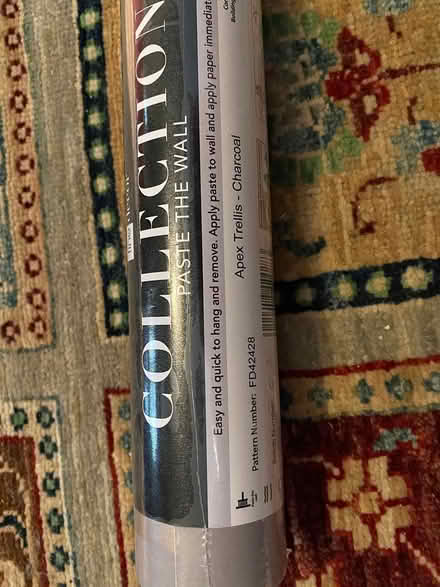 COLLECTION
PASTE THE WALL
Easy and quick to hang and remove. Apply paste to wall and apply paper immediat
Apex Trellis - Charcoal
Pattern Number: FD42428